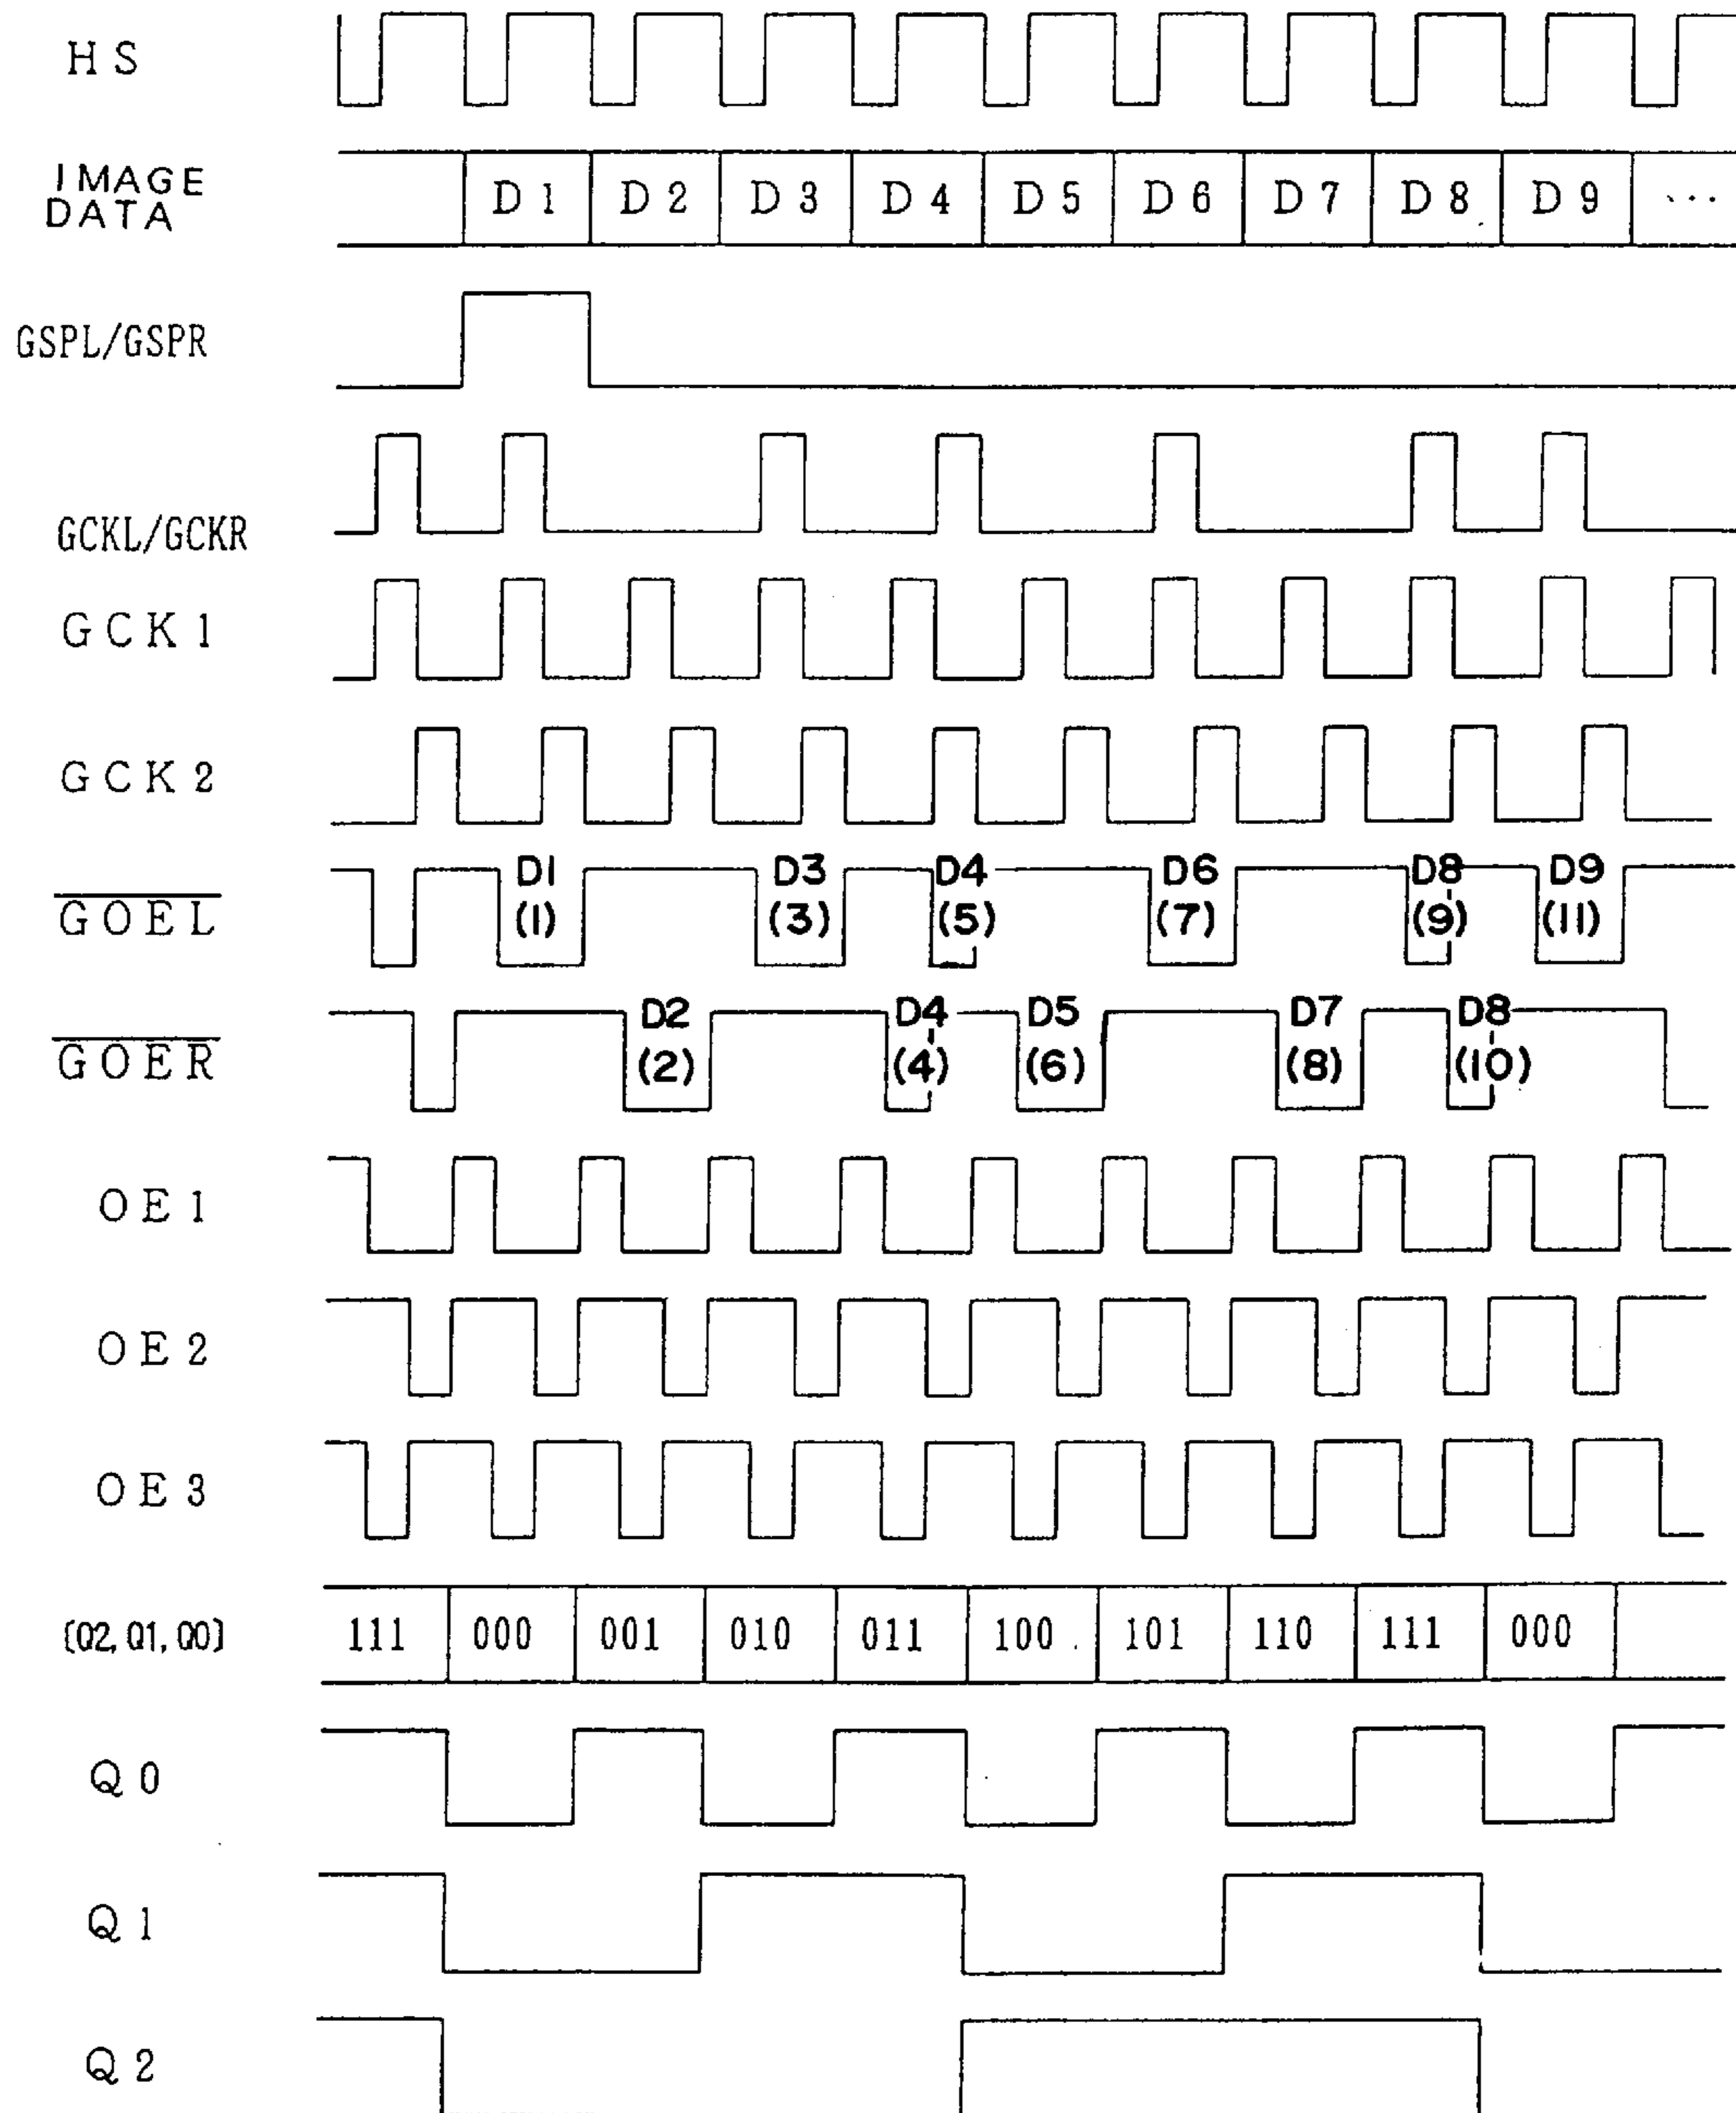 HS
IMAGE
DATA
D1 D2 D3 D4 D5 D6 D7 D8 D9 ...
GSPL/GSPR
GCKL/GCKR
GCK1
GCK2
GOEL
D1 D3 D4 D6 D8 D9
(1) (3) (5) (7) (9) (11)
GOER
D2 D4 D5 D7 D8
(2) (4) (6) (8) (10)
OE1
OE2
OE3
[Q2,Q1,Q0] 111 000 001 010 011 100 101 110 111 000
Q0
Q1
Q2